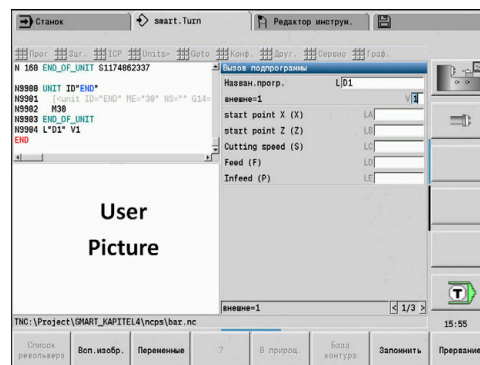 Станок
smart.Turn
Редактор инструм.
Прог Заг. ICP Units▸ Goto Конф. Друг. Сервис Граф.
N 160 END_OF_UNIT S1174862337
N9900 UNIT ID"END"
N9901 [<unit ID="END" ME="30" NS="" G14=
N9902 M30
N9903 END_OF_UNIT
N9904 L"D1" V1
END
Вызов подпрограммы
Назван.прогр. L D1
внешне=1 V 1
start point X (X) LA
start point Z (Z) LB
Cutting speed (S) LC
Feed (F) LD
Infeed (P) LE
User
Picture
внешне=1 < 1/3 >
TNC:\Project\SMART_KAPITEL4\ncps\bar.nc
T
15:55
Список револьвера
Всп.изобр.
Переменные
?
В природ.
База контура
Запомнить
Прервание